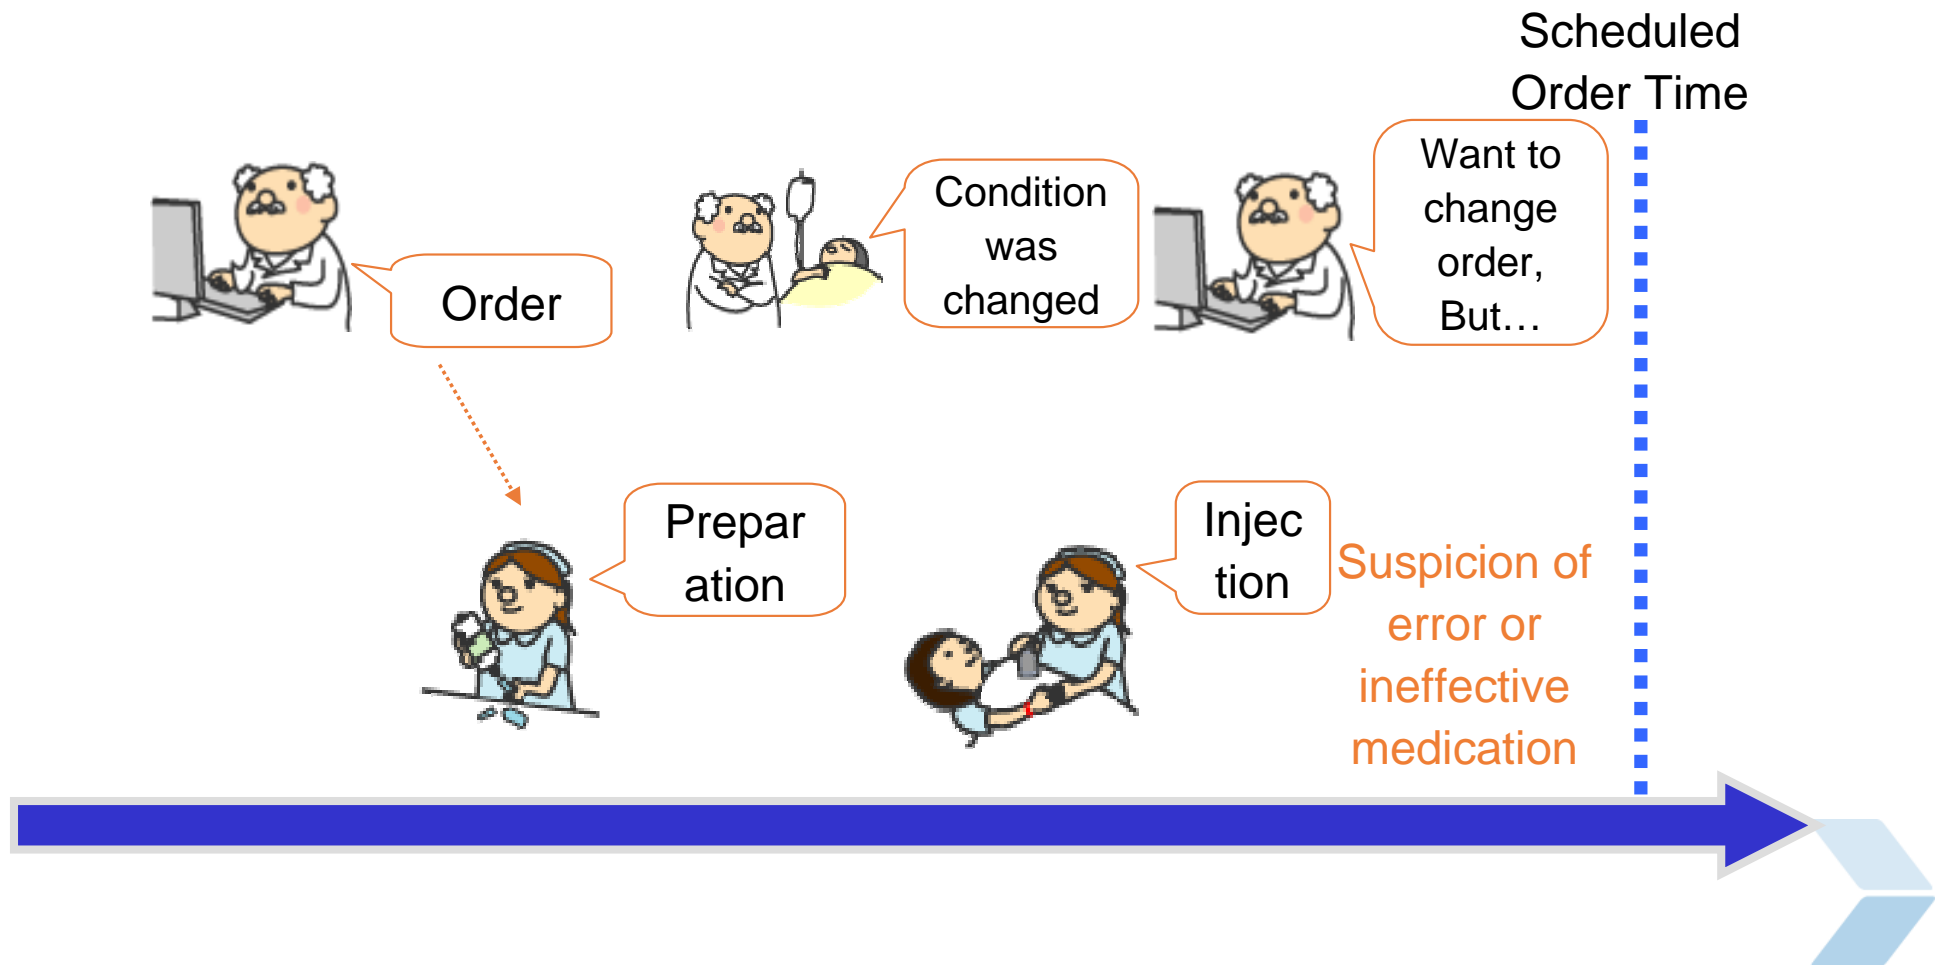 Scheduled
Order Time
Order
Condition
was
changed
Want to
change
order,
But…
Prepar
ation
Injec
tion
Suspicion of
error or
ineffective
medication